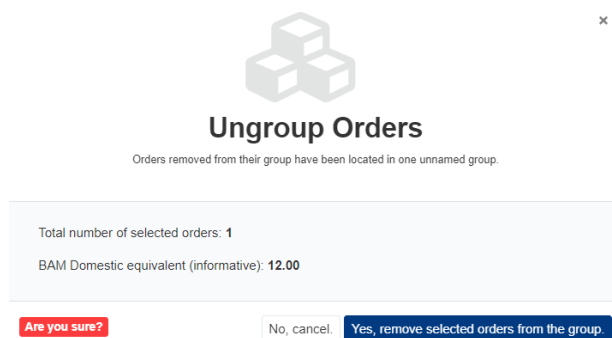 ×
Ungroup Orders
Orders removed from their group have been located in one unnamed group.
Total number of selected orders: 1
BAM Domestic equivalent (informative): 12.00
Are you sure? No, cancel. Yes, remove selected orders from the group.